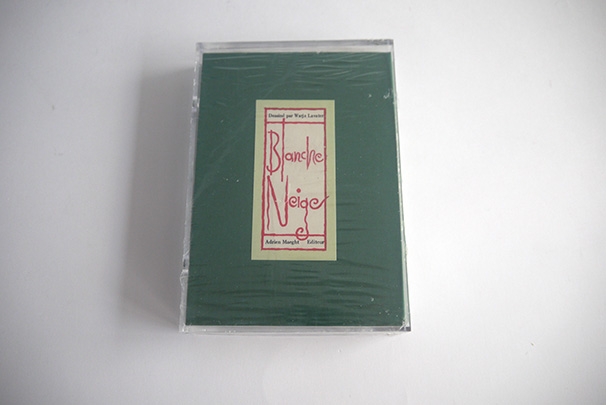 Dessiné par Warja Lavater
Blanche
Neige
Adrien Maeght Éditeur